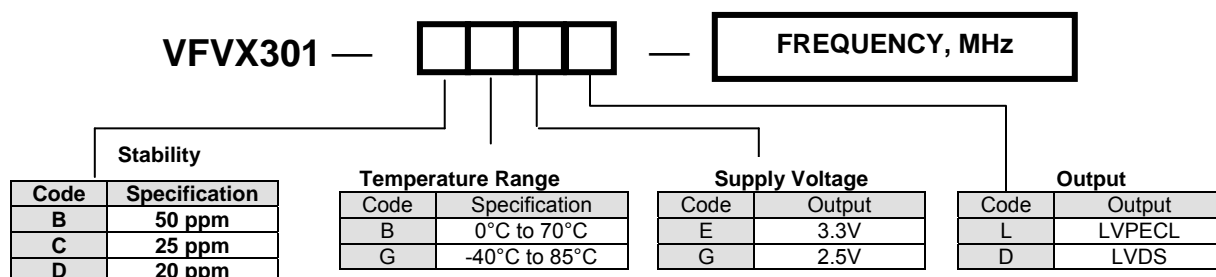 VFVX301 — — FREQUENCY, MHz
Stability
Code Specification
B 50 ppm
C 25 ppm
D 20 ppm
Temperature Range
Code Specification
B 0°C to 70°C
G -40°C to 85°C
Supply Voltage
Code Output
E 3.3V
G 2.5V
Output
Code Output
L LVPECL
D LVDS